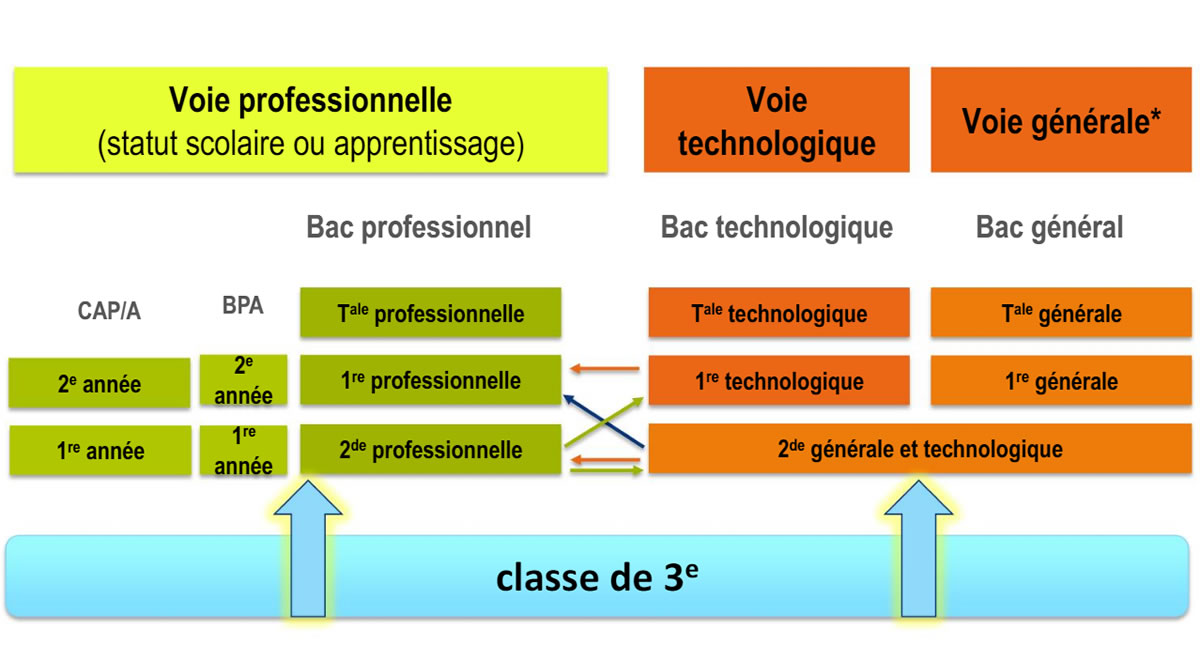 Voie professionnelle
(statut scolaire ou apprentissage)
Voie
technologique
Voie générale*
Bac professionnel
Bac technologique
Bac général
CAP/A
BPA
Tale professionnelle
Tale technologique
Tale générale
2e année
2e
année
1re professionnelle
1re technologique
1re générale
1re année
1re
année
2de professionnelle
2de générale et technologique
classe de 3e